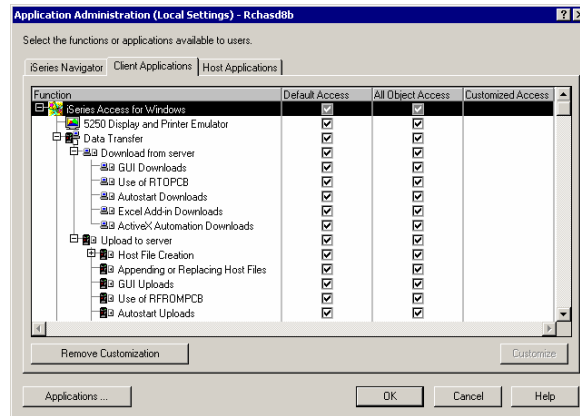 Application Administration (Local Settings) - Rchasd8b
Select the functions or applications available to users.
iSeries Navigator Client Applications Host Applications
Function Default Access All Object Access Customized Access
iSeries Access for Windows
5250 Display and Printer Emulator
Data Transfer
Download from server
GUI Downloads
Use of RTOPCB
Autostart Downloads
Excel Add-in Downloads
ActiveX Automation Downloads
Upload to server
Host File Creation
Appending or Replacing Host Files
GUI Uploads
Use of RFROMPCB
Autostart Uploads
Remove Customization Customize
Applications ... OK Cancel Help